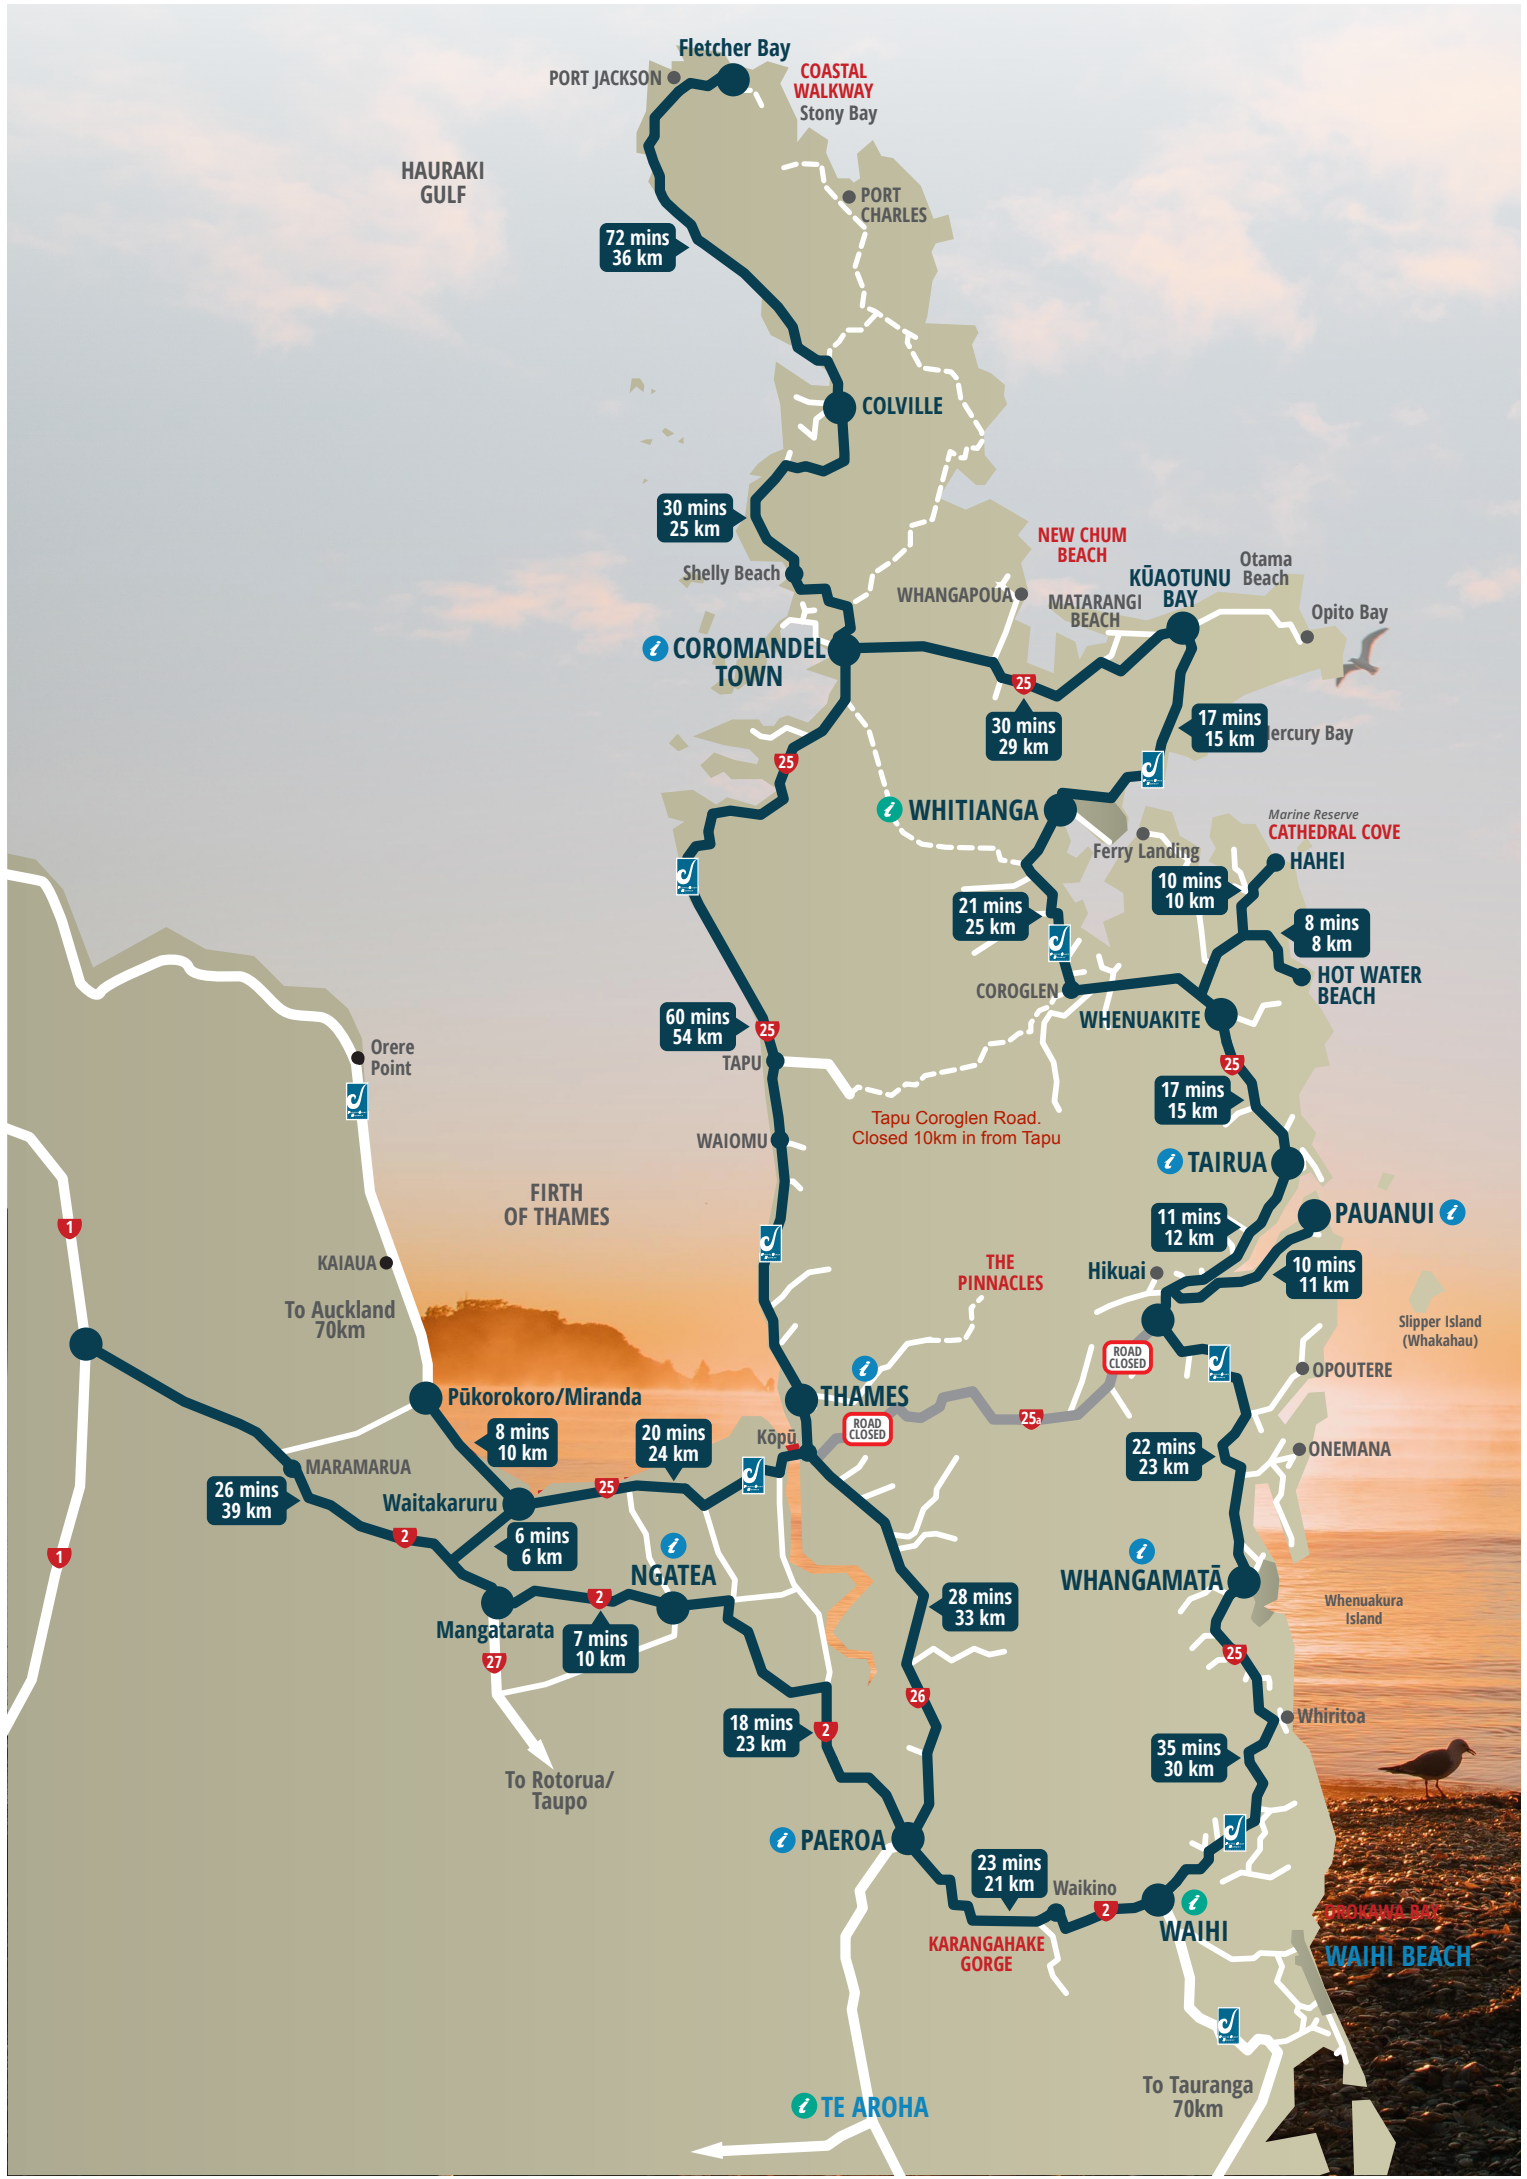 Fletcher Bay
PORT JACKSON
COASTAL
WALKWAY
Stony Bay
HAURAKI
GULF
PORT
CHARLES
72 mins
36 km
COLVILLE
30 mins
25 km
Shelly Beach
NEW CHUM
BEACH
Otama
Beach
KŪAOTUNU
BAY
WHANGAPOUA
MATARANGI
BEACH
Opito Bay
COROMANDEL
TOWN
25
30 mins
29 km
17 mins
15 km
ercury Bay
25
WHITIANGA
Marine Reserve
CATHEDRAL COVE
Ferry Landing
HAHEI
10 mins
10 km
21 mins
25 km
8 mins
8 km
HOT WATER
BEACH
COROGLEN
WHENUAKITE
60 mins
54 km
25
TAPU
Orere
Point
25
17 mins
15 km
Tapu Coroglen Road.
Closed 10km in from Tapu
WAIOMU
TAIRUA
FIRTH
OF THAMES
1
11 mins
12 km
PAUANUI
KAIAUA
THE
PINNACLES
Hikuai
10 mins
11 km
To Auckland
70km
Slipper Island
(Whakahau)
ROAD
CLOSED
OPOUTERE
Pūkorokoro/Miranda
THAMES
ROAD
CLOSED
25a
8 mins
10 km
20 mins
24 km
Kōpū
22 mins
23 km
ONEMANA
MARAMARUA
26 mins
39 km
Waitakaruru
25
2
6 mins
6 km
1
NGATEA
WHANGAMATĀ
Mangatarata
2
7 mins
10 km
28 mins
33 km
Whenuakura
Island
27
25
26
18 mins
23 km
2
Whiritoa
35 mins
30 km
To Rotorua/
Taupo
PAEROA
23 mins
21 km
Waikino
2
WAIHI
KARANGAHAKE
GORGE
OROKAWA BAY
WAIHI BEACH
To Tauranga
70km
TE AROHA